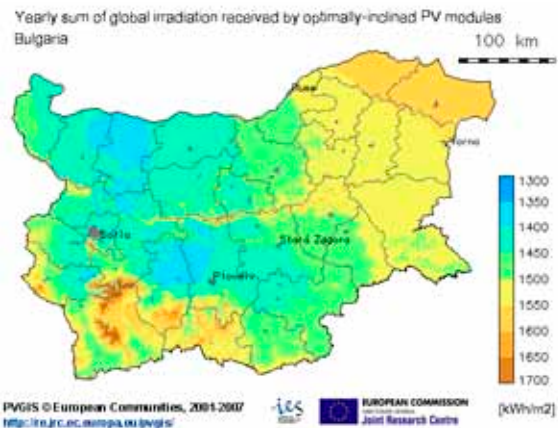 Yearly sum of global irradiation received by optimally-inclined PV modules
Bulgaria
100 km
Ruse
Varna
Sofia
Stara Zagora
Plovdiv
1300
1350
1400
1450
1500
1550
1600
1650
1700
[kWh/m2]
PVGIS © European Communities, 2001-2007
http://re.jrc.ec.europa.eu/pvgis/
ies
EUROPEAN COMMISSION
Joint Research Centre